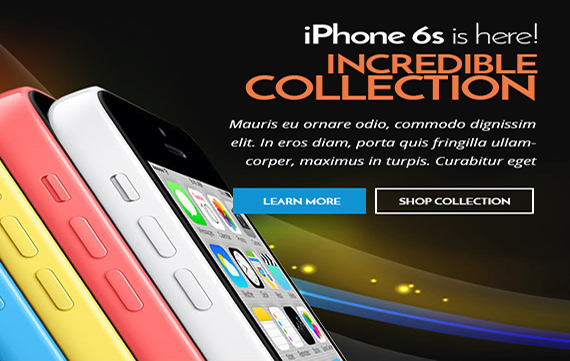 iPhone 6s is here!
INCREDIBLE
COLLECTION
Mauris eu ornare odio, commodo dignissim
elit. In eros diam, porta quis fringilla ullam-
corper, maximus in turpis. Curabitur eget
LEARN MORE
SHOP COLLECTION